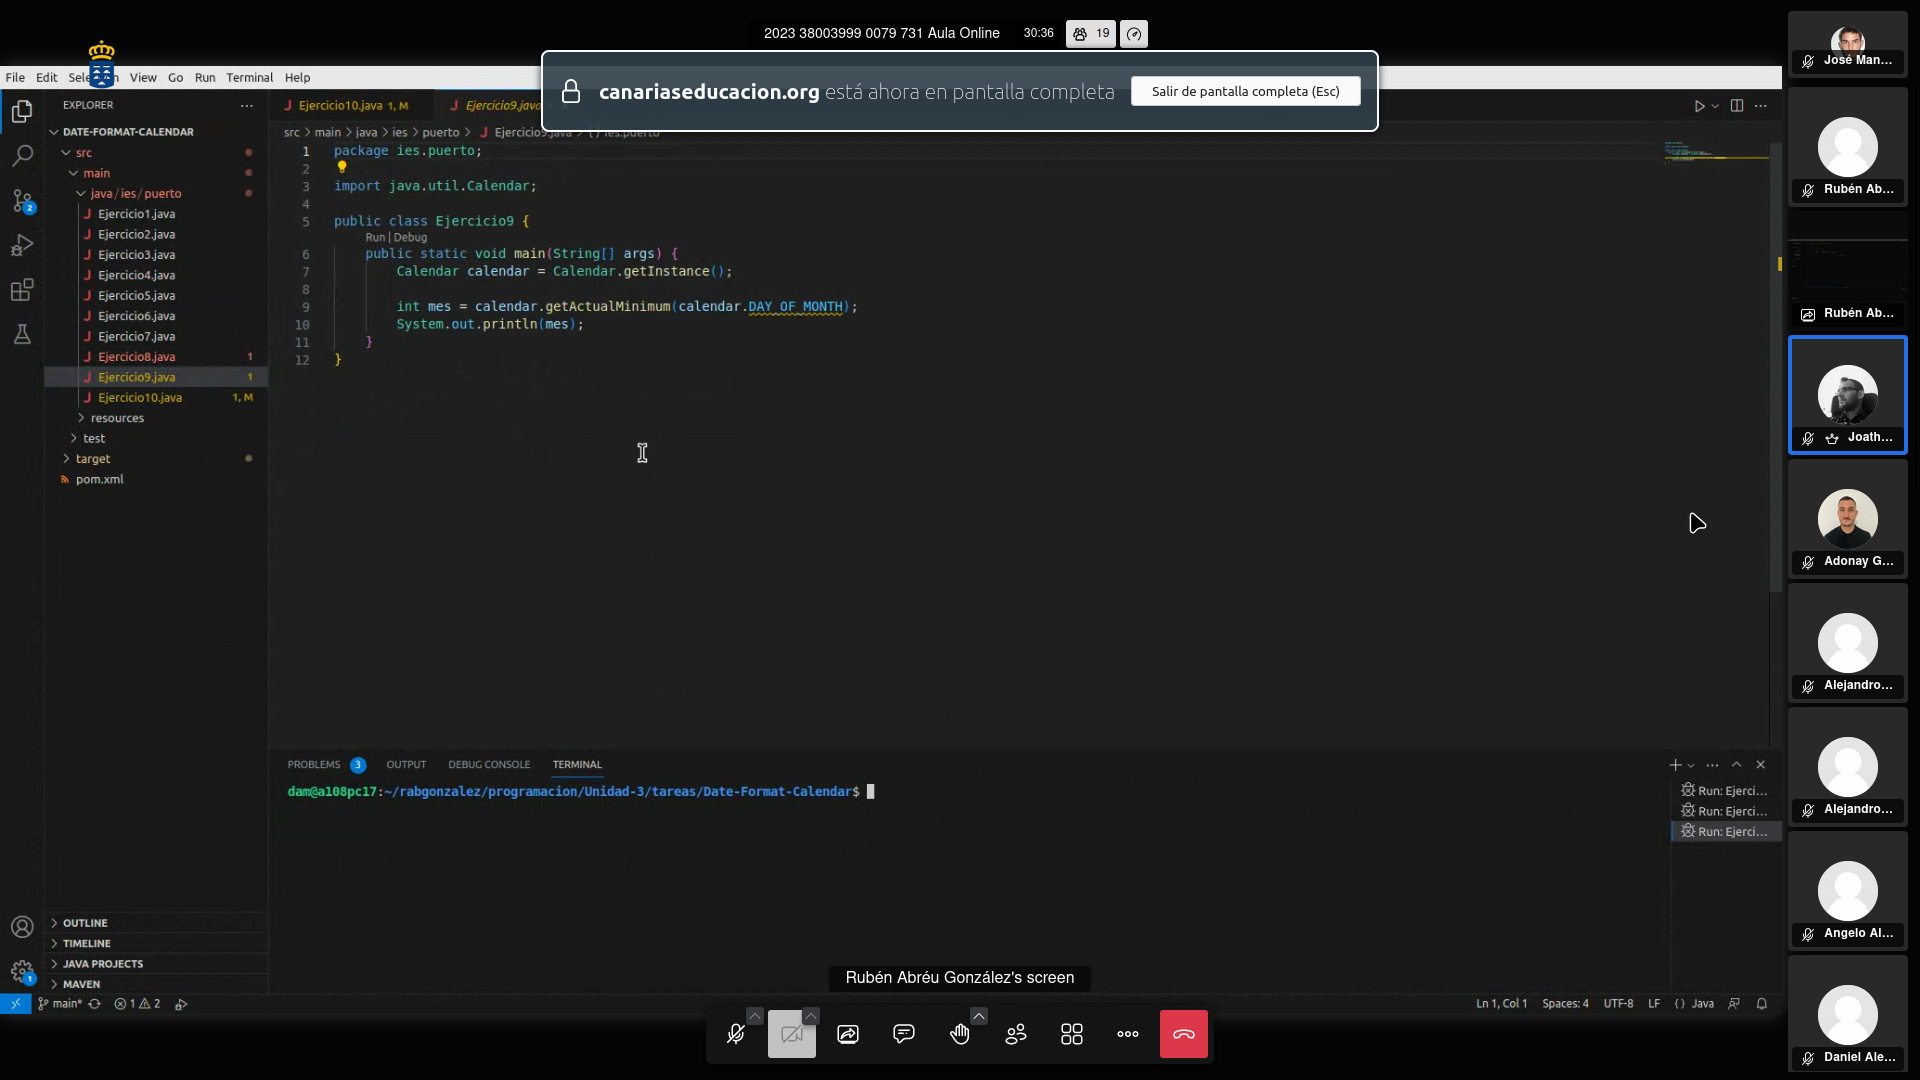 2023 38003999 0079 731 Aula Online
30:36
19
canariaseducacion.org está ahora en pantalla completa
Salir de pantalla completa (Esc)
File Edit View Go Run Terminal Help
EXPLORER
DATE-FORMAT-CALENDAR
src
main
java / ies / puerto
Ejercicio1.java
Ejercicio2.java
Ejercicio3.java
Ejercicio4.java
Ejercicio5.java
Ejercicio6.java
Ejercicio7.java
Ejercicio8.java 1
Ejercicio9.java 1
Ejercicio10.java 1, M
resources
test
target
pom.xml
OUTLINE
TIMELINE
JAVA PROJECTS
MAVEN
2
1
Ejercicio10.java 1, M
Ejercicio9.java
src > main > java > ies > puerto > Ejercicio9.java > { } ies.puerto
1 package ies.puerto;
2
3 import java.util.Calendar;
4
5 public class Ejercicio9 {
Run | Debug
6 public static void main(String[] args) {
7 Calendar calendar = Calendar.getInstance();
8
9 int mes = calendar.getActualMinimum(calendar.DAY_OF_MONTH);
10 System.out.println(mes);
11 }
12 }
PROBLEMS 3 OUTPUT DEBUG CONSOLE TERMINAL
dam@a108pc17:~/rabgonzalez/programacion/Unidad-3/tareas/Date-Format-Calendar$
Run: Ejerci...
Run: Ejerci...
Run: Ejerci...
Rubén Abréu González's screen
main* 1 2
Ln 1, Col 1 Spaces: 4 UTF-8 LF { } Java
José Man...
Rubén Ab...
Rubén Ab...
Joath...
Adonay G...
Alejandro...
Alejandro...
Angelo Al...
Daniel Ale...